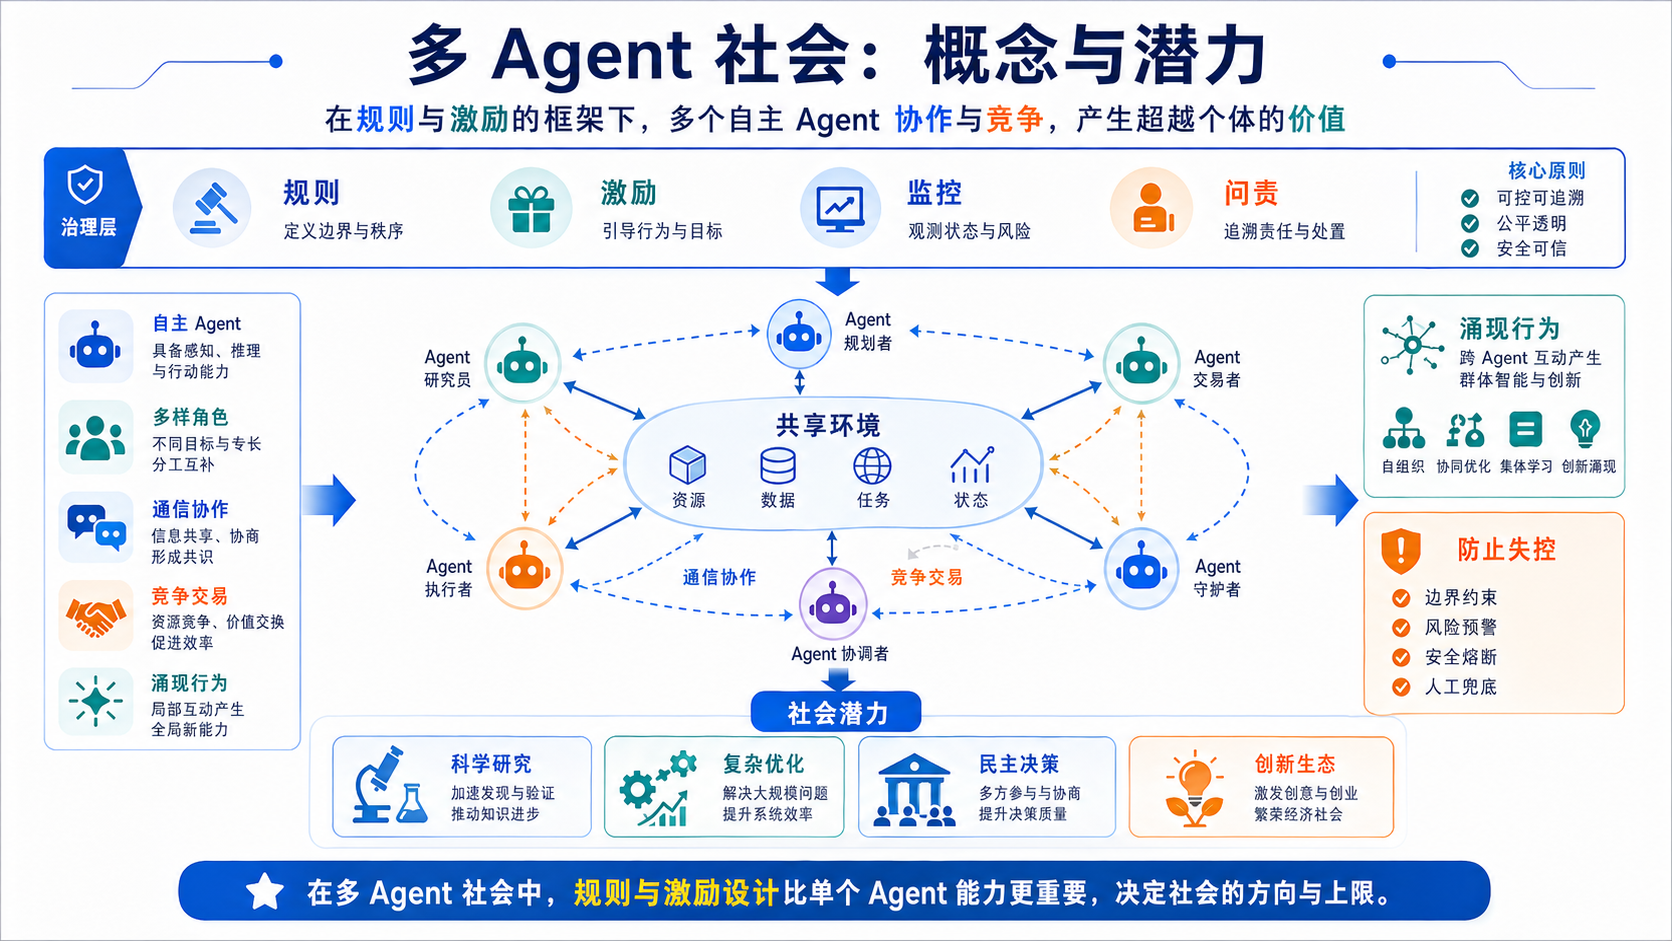 多 Agent 社会：概念与潜力
在规则与激励的框架下，多个自主 Agent 协作与竞争，产生超越个体的价值
治理层
规则
定义边界与秩序
激励
引导行为与目标
监控
观测状态与风险
问责
追溯责任与处置
核心原则
可控可追溯
公平透明
安全可信
自主 Agent
具备感知、推理
与行动能力
多样角色
不同目标与专长
分工互补
通信协作
信息共享、协商
形成共识
竞争交易
资源竞争、价值交换
促进效率
涌现行为
局部互动产生
全局新能力
Agent
规划者
Agent
研究员
Agent
交易者
共享环境
资源
数据
任务
状态
Agent
执行者
Agent
守护者
通信协作
竞争交易
Agent 协调者
涌现行为
跨 Agent 互动产生
群体智能与创新
自组织
协同优化
集体学习
创新涌现
防止失控
边界约束
风险预警
安全熔断
人工兜底
社会潜力
科学研究
加速发现与验证
推动知识进步
复杂优化
解决大规模问题
提升系统效率
民主决策
多方参与与协商
提升决策质量
创新生态
激发创意与创业
繁荣经济社会
在多 Agent 社会中，规则与激励设计比单个 Agent 能力更重要，决定社会的方向与上限。